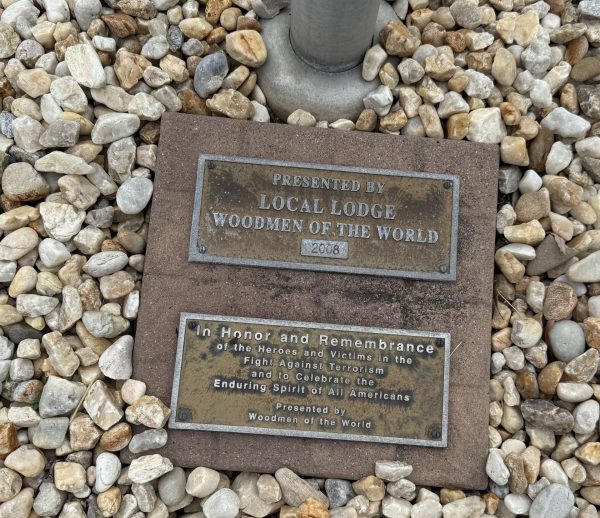 PRESENTED BY
LOCAL LODGE
WOODMEN OF THE WORLD
2008
In Honor and Remembrance
of the Heroes and Victims in the
Fight Against Terrorism
and to Celebrate the
Enduring Spirit of All Americans
Presented by
Woodmen of the World